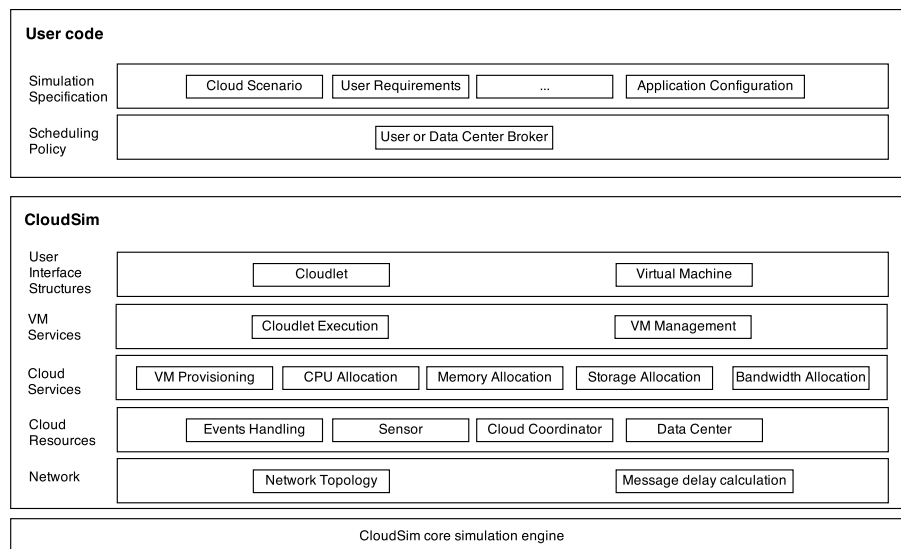 User code
Simulation
Specification
Cloud Scenario
User Requirements
...
Application Configuration
Scheduling
Policy
User or Data Center Broker
CloudSim
User
Interface
Structures
Cloudlet
Virtual Machine
VM
Services
Cloudlet Execution
VM Management
Cloud
Services
VM Provisioning
CPU Allocation
Memory Allocation
Storage Allocation
Bandwidth Allocation
Cloud
Resources
Events Handling
Sensor
Cloud Coordinator
Data Center
Network
Network Topology
Message delay calculation
CloudSim core simulation engine